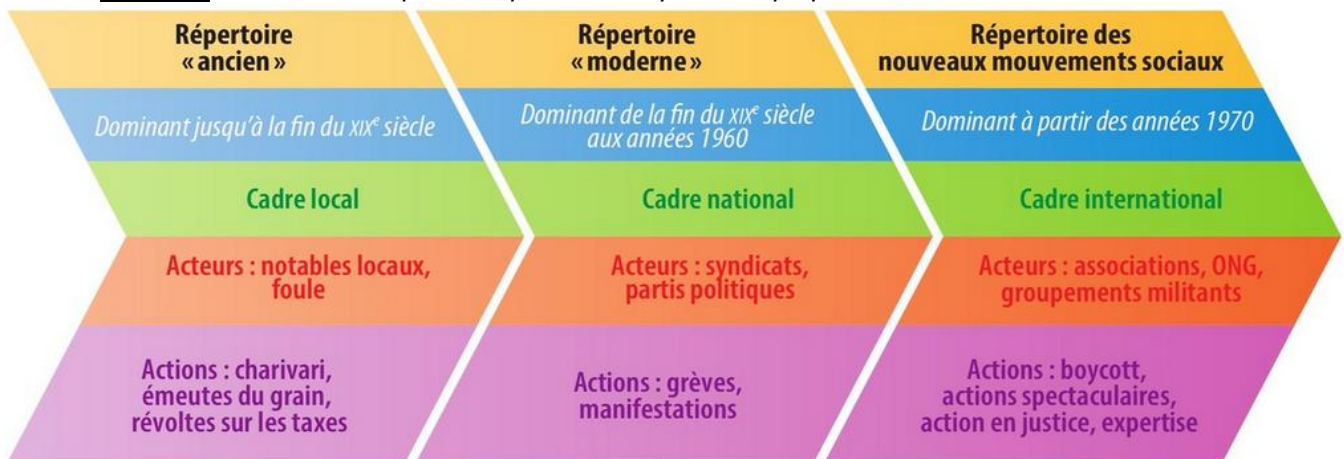 Répertoire
« ancien »
Dominant jusqu'à la fin du XIXe siècle
Cadre local
Acteurs : notables locaux,
foule
Actions : charivari,
émeutes du grain,
révoltes sur les taxes
Répertoire
« moderne »
Dominant de la fin du XIXe siècle
aux années 1960
Cadre national
Acteurs : syndicats,
partis politiques
Actions : grèves,
manifestations
Répertoire des
nouveaux mouvements sociaux
Dominant à partir des années 1970
Cadre international
Acteurs : associations, ONG,
groupements militants
Actions : boycott,
actions spectaculaires,
action en justice, expertise